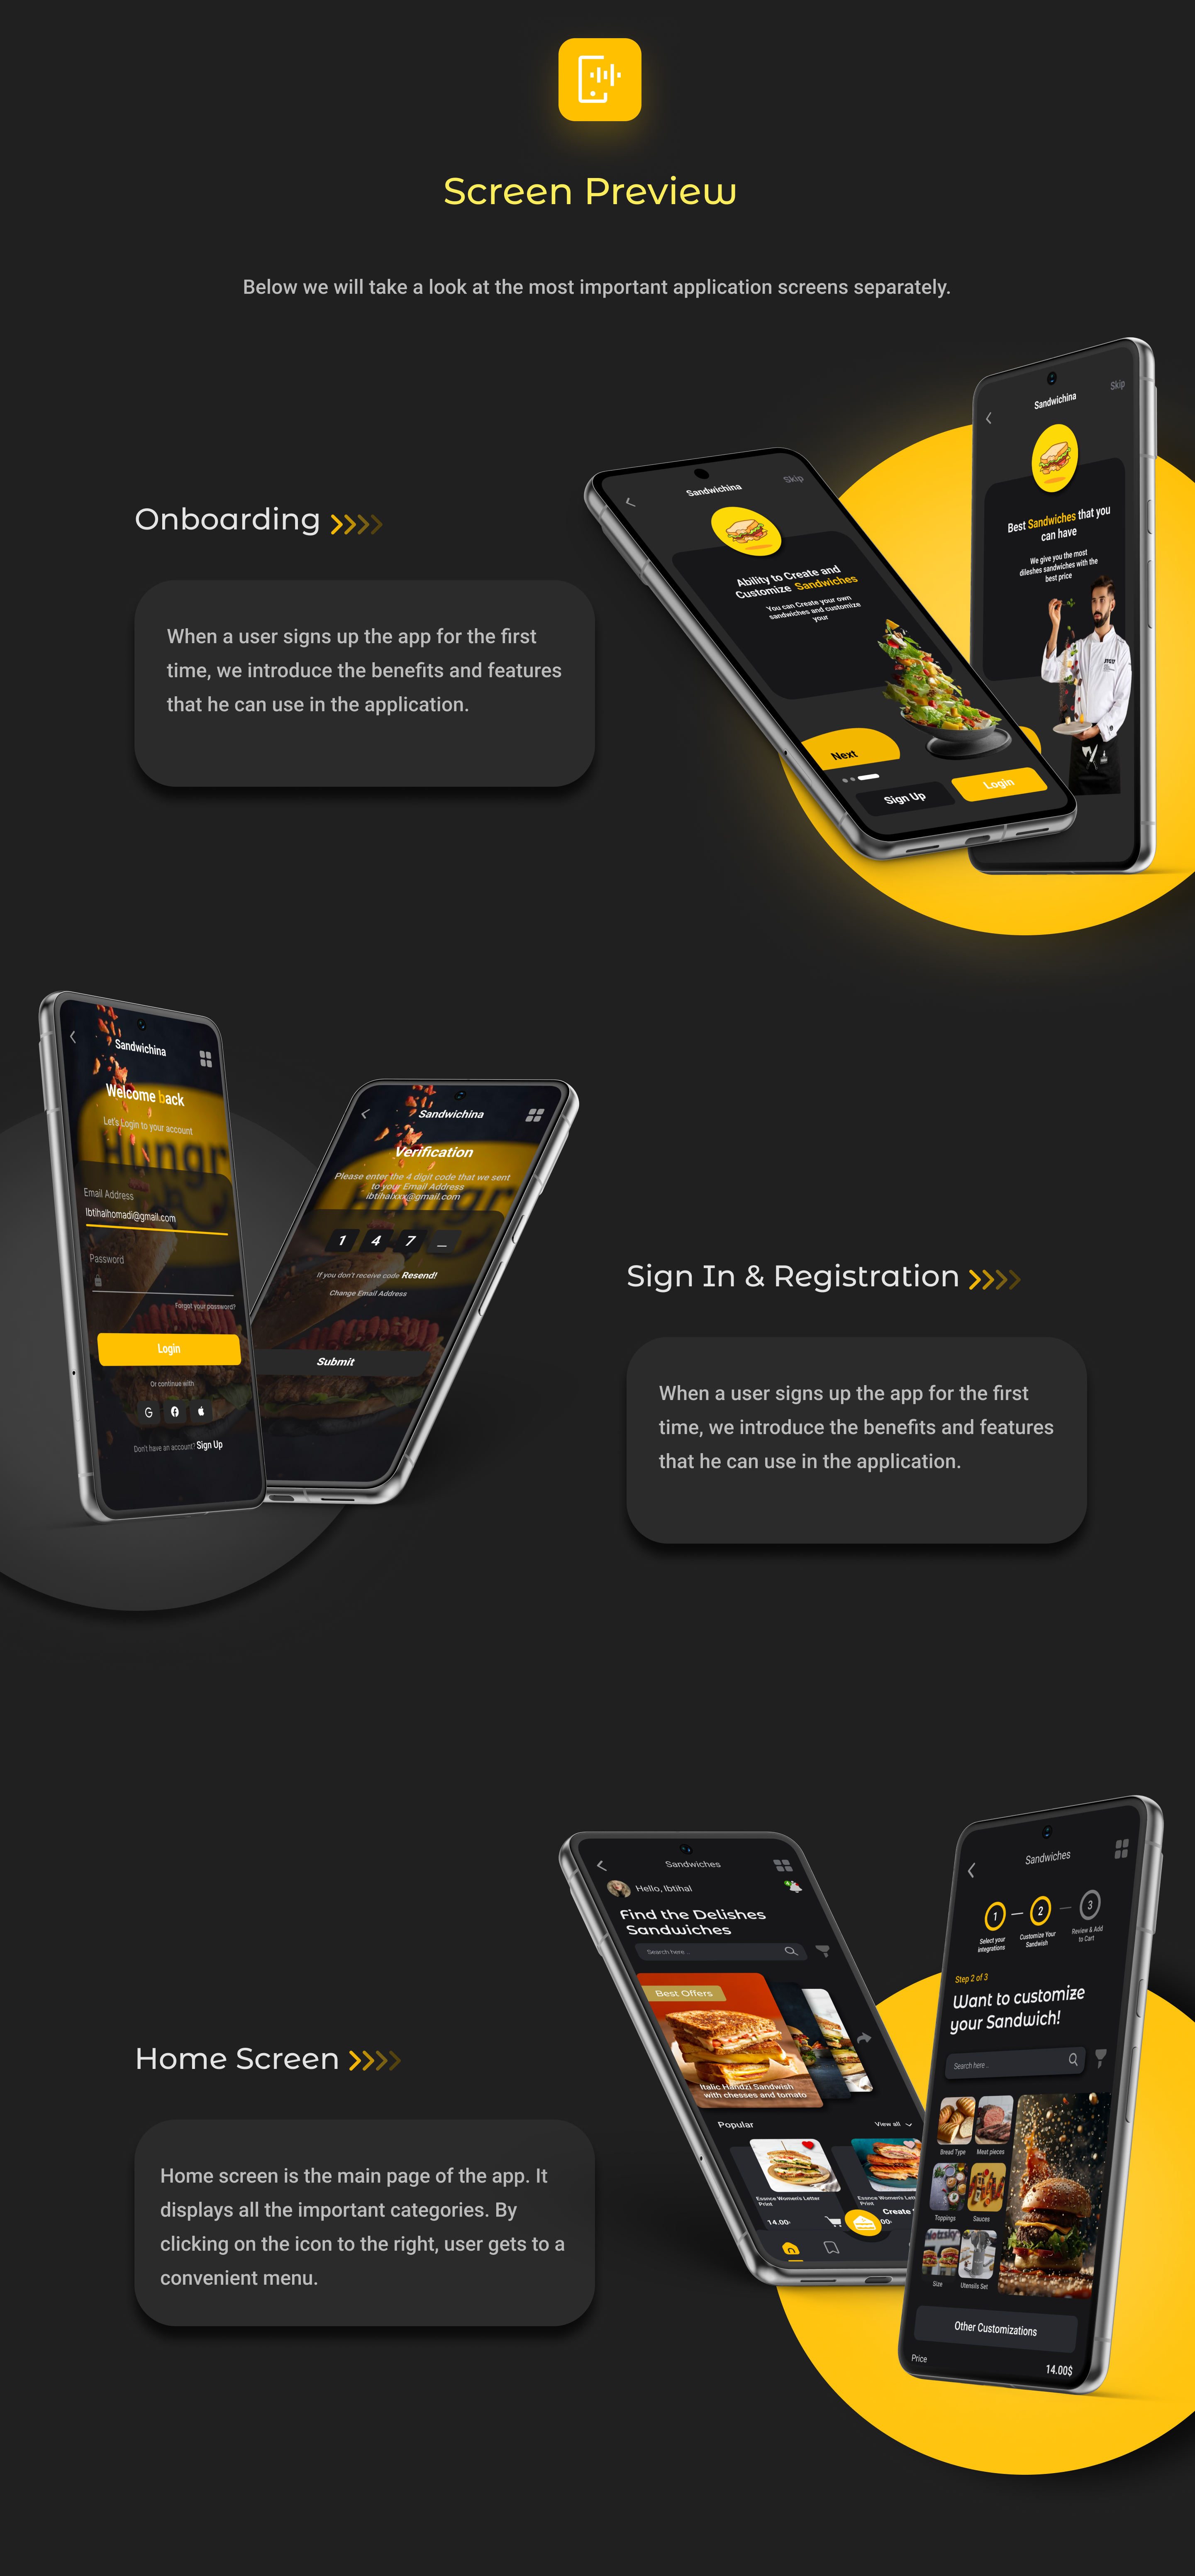 Screen Preview
Below we will take a look at the most important application screens separately.
Onboarding
When a user signs up the app for the first
time, we introduce the benefits and features
that he can use in the application.
Sandwichina
Skip
Ability to Create and
Customize Sandwiches
You can Create your own
sandwiches and customize
your
Next
Sign Up
Login
Sandwichina
Skip
Best Sandwiches that you
can have
We give you the most
dileshes sandwiches with the
best price
Sandwichina
Welcome back
Let's Login to your account
Hungr
Email Address
Ibtihalhomadi@gmail.com
Password
Forgot your password?
Login
Or continue with
Don't have an account? Sign Up
Sandwichina
Verification
Please enter the 4 digit code that we sent
to your Email Address
ibtihalxxx@gmail.com
1 4 7 _
If you don't receive code Resend!
Change Email Address
Submit
Sign In & Registration
When a user signs up the app for the first
time, we introduce the benefits and features
that he can use in the application.
Home Screen
Home screen is the main page of the app. It
displays all the important categories. By
clicking on the icon to the right, user gets to a
convenient menu.
Sandwiches
Hello, Ibtihal
Find the Delishes
Sandwiches
Search here ..
Best Offers
Italic Handzi Sandwish
with chesses and tomato
Popular
View all
Essnce Women's Letter
Print
14.00
Essnce Women's Lett
Print
Create
00
Sandwiches
1 2 3
Select your
integrations
Customize Your
Sandwish
Review & Add
to Cart
Step 2 of 3
Want to customize
your Sandwich!
Search here ..
Bread Type
Meat pieces
Toppings
Sauces
Size
Utensils Set
Other Customizations
Price
14.00$